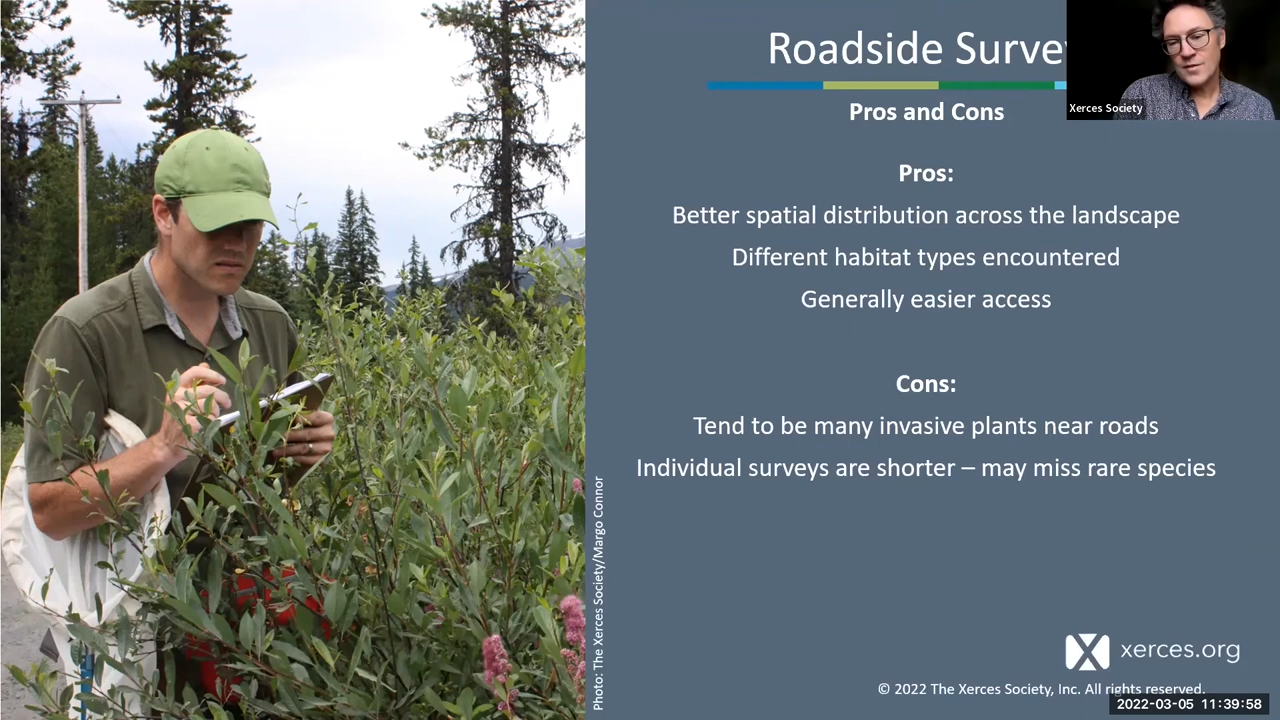 Roadside Surve
Xerces Society
Pros and Cons
Pros:
Better spatial distribution across the landscape
Different habitat types encountered
Generally easier access
Cons:
Tend to be many invasive plants near roads
Individual surveys are shorter – may miss rare species
Photo: The Xerces Society/Margo Connor
xerces.org
© 2022 The Xerces Society, Inc. All rights reserved.
2022-03-05 11:39:58